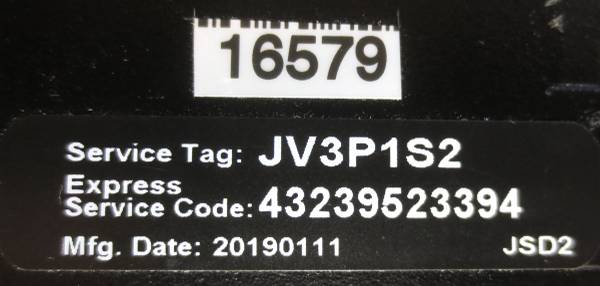 16579
Service Tag: JV3P1S2
Express
Service Code: 43239523394
Mfg. Date: 20190111 JSD2